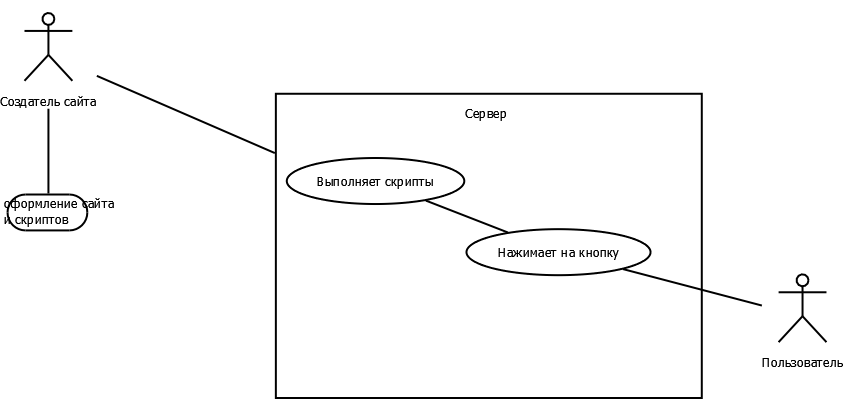 Создатель сайта
Сервер
Выполняет скрипты
оформление сайта
и скриптов
Нажимает на кнопку
Пользователь